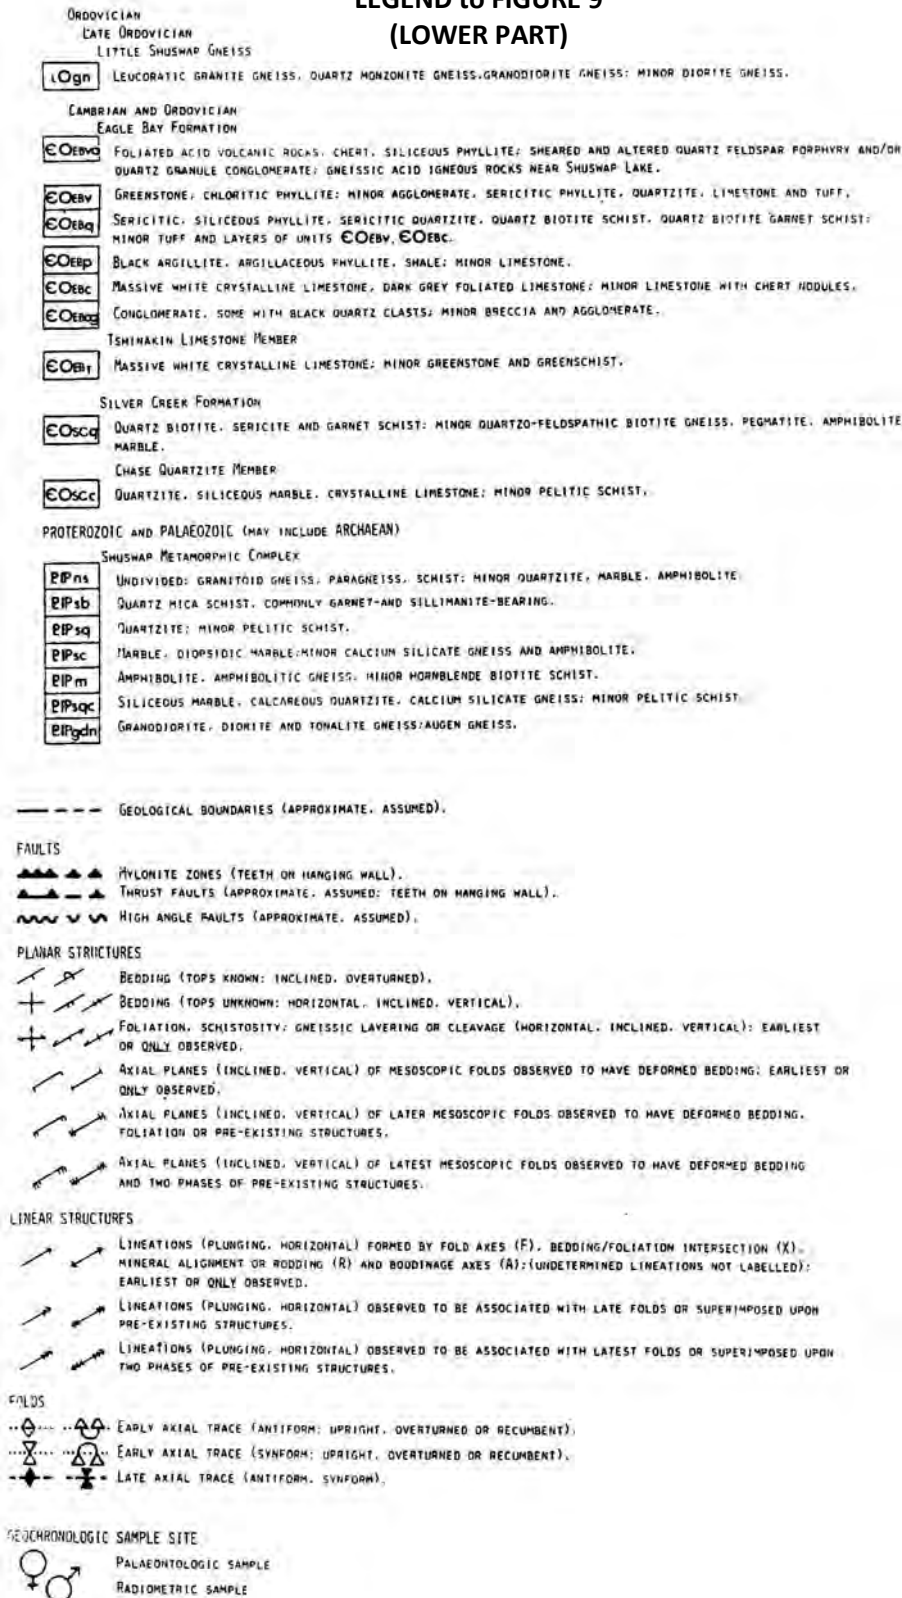 LEGEND to FIGURE 9
(LOWER PART)
ORDOVICIAN
LATE ORDOVICIAN
LITTLE SHUSWAP GNEISS
LOgn LEUCORATIC GRANITE GNEISS, QUARTZ MONZONITE GNEISS, GRANODIORITE GNEISS; MINOR DIORITE GNEISS.
CAMBRIAN AND ORDOVICIAN
EAGLE BAY FORMATION
ЄOEBva FOLIATED ACID VOLCANIC ROCKS, CHERT, SILICEOUS PHYLLITE; SHEARED AND ALTERED QUARTZ FELDSPAR PORPHYRY AND/OR
QUARTZ GRANULE CONGLOMERATE; GNEISSIC ACID IGNEOUS ROCKS NEAR SHUSWAP LAKE.
ЄOEBv GREENSTONE, CHLORITIC PHYLLITE; MINOR AGGLOMERATE, SERICITIC PHYLLITE, QUARTZITE, LIMESTONE AND TUFF.
ЄOEBq SERICITIC, SILICEOUS PHYLLITE, SERICITIC QUARTZITE, QUARTZ BIOTITE SCHIST, QUARTZ BIOTITE GARNET SCHIST;
MINOR TUFF AND LAYERS OF UNITS ЄOEBV, ЄOEBC.
ЄOEBp BLACK ARGILLITE, ARGILLACEOUS PHYLLITE, SHALE; MINOR LIMESTONE.
ЄOEBc MASSIVE WHITE CRYSTALLINE LIMESTONE, DARK GREY FOLIATED LIMESTONE; MINOR LIMESTONE WITH CHERT NODULES.
ЄOEBcg CONGLOMERATE, SOME WITH BLACK QUARTZ CLASTS; MINOR BRECCIA AND AGGLOMERATE.
TSHINAKIN LIMESTONE MEMBER
ЄOEBLT MASSIVE WHITE CRYSTALLINE LIMESTONE; MINOR GREENSTONE AND GREENSCHIST.
SILVER CREEK FORMATION
ЄOSCq QUARTZ BIOTITE, SERICITE AND GARNET SCHIST; MINOR QUARTZO-FELDSPATHIC BIOTITE GNEISS, PEGMATITE, AMPHIBOLITE
MARBLE.
CHASE QUARTZITE MEMBER
ЄOSCc QUARTZITE, SILICEOUS MARBLE, CRYSTALLINE LIMESTONE; MINOR PELITIC SCHIST.
PROTEROZOIC AND PALAEOZOIC (MAY INCLUDE ARCHAEAN)
SHUSWAP METAMORPHIC COMPLEX
PlPns UNDIVIDED: GRANITOID GNEISS, PARAGNEISS, SCHIST; MINOR QUARTZITE, MARBLE, AMPHIBOLITE.
PlPsb QUARTZ MICA SCHIST, COMMONLY GARNET-AND SILLIMANITE-BEARING.
PlPsq QUARTZITE; MINOR PELITIC SCHIST.
PlPsc MARBLE, DIOPSIDIC MARBLE;MINOR CALCIUM SILICATE GNEISS AND AMPHIBOLITE.
PlPm AMPHIBOLITE, AMPHIBOLITIC GNEISS, MINOR HORNBLENDE BIOTITE SCHIST.
PlPsqc SILICEOUS MARBLE, CALCAREOUS QUARTZITE, CALCIUM SILICATE GNEISS; MINOR PELITIC SCHIST.
PlPgdn GRANODIORITE, DIORITE AND TONALITE GNEISS;AUGEN GNEISS.
GEOLOGICAL BOUNDARIES (APPROXIMATE, ASSUMED).
FAULTS
MYLONITE ZONES (TEETH ON HANGING WALL).
THRUST FAULTS (APPROXIMATE, ASSUMED; TEETH ON HANGING WALL).
HIGH ANGLE FAULTS (APPROXIMATE, ASSUMED).
PLANAR STRUCTURES
BEDDING (TOPS KNOWN: INCLINED, OVERTURNED).
BEDDING (TOPS UNKNOWN: HORIZONTAL, INCLINED, VERTICAL).
FOLIATION, SCHISTOSITY, GNEISSIC LAYERING OR CLEAVAGE (HORIZONTAL, INCLINED, VERTICAL): EARLIEST
OR ONLY OBSERVED.
AXIAL PLANES (INCLINED, VERTICAL) OF MESOSCOPIC FOLDS OBSERVED TO HAVE DEFORMED BEDDING; EARLIEST OR
ONLY OBSERVED.
AXIAL PLANES (INCLINED, VERTICAL) OF LATER MESOSCOPIC FOLDS OBSERVED TO HAVE DEFORMED BEDDING,
FOLIATION OR PRE-EXISTING STRUCTURES.
AXIAL PLANES (INCLINED, VERTICAL) OF LATEST MESOSCOPIC FOLDS OBSERVED TO HAVE DEFORMED BEDDING
AND TWO PHASES OF PRE-EXISTING STRUCTURES.
LINEAR STRUCTURES
LINEATIONS (PLUNGING, HORIZONTAL) FORMED BY FOLD AXES (F), BEDDING/FOLIATION INTERSECTION (X),
MINERAL ALIGNMENT OR RODDING (R) AND BOUDINAGE AXES (A);(UNDETERMINED LINEATIONS NOT LABELLED);
EARLIEST OR ONLY OBSERVED.
LINEATIONS (PLUNGING, HORIZONTAL) OBSERVED TO BE ASSOCIATED WITH LATE FOLDS OR SUPERIMPOSED UPON
PRE-EXISTING STRUCTURES.
LINEATIONS (PLUNGING, HORIZONTAL) OBSERVED TO BE ASSOCIATED WITH LATEST FOLDS OR SUPERIMPOSED UPON
TWO PHASES OF PRE-EXISTING STRUCTURES.
FOLDS
EARLY AXIAL TRACE (ANTIFORM; UPRIGHT, OVERTURNED OR RECUMBENT).
EARLY AXIAL TRACE (SYNFORM; UPRIGHT, OVERTURNED OR RECUMBENT).
LATE AXIAL TRACE (ANTIFORM, SYNFORM).
GEOCHRONOLOGIC SAMPLE SITE
PALAEONTOLOGIC SAMPLE
RADIOMETRIC SAMPLE